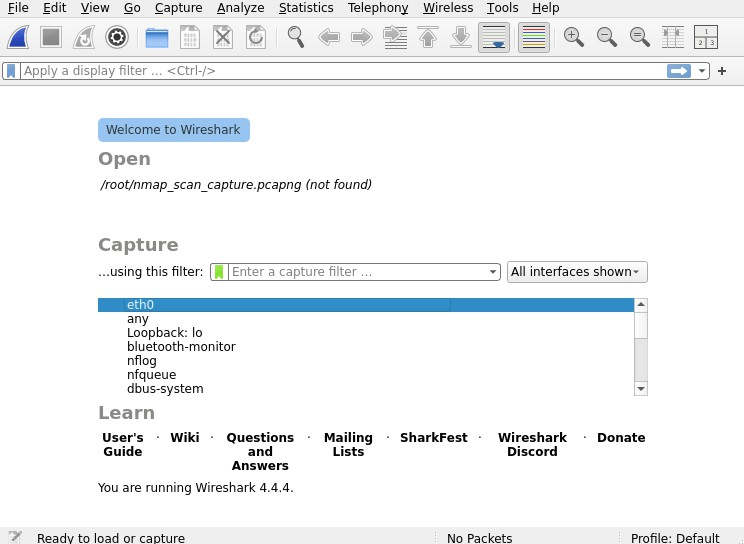 File Edit View Go Capture Analyze Statistics Telephony Wireless Tools Help
1
2 3
Apply a display filter … <Ctrl-/>
+
Welcome to Wireshark
Open
/root/nmap_scan_capture.pcapng (not found)
Capture
…using this filter: Enter a capture filter … All interfaces shown
eth0
any
Loopback: lo
bluetooth-monitor
nflog
nfqueue
dbus-system
Learn
User's Guide · Wiki · Questions and Answers · Mailing Lists · SharkFest · Wireshark Discord · Donate
You are running Wireshark 4.4.4.
Ready to load or capture No Packets Profile: Default